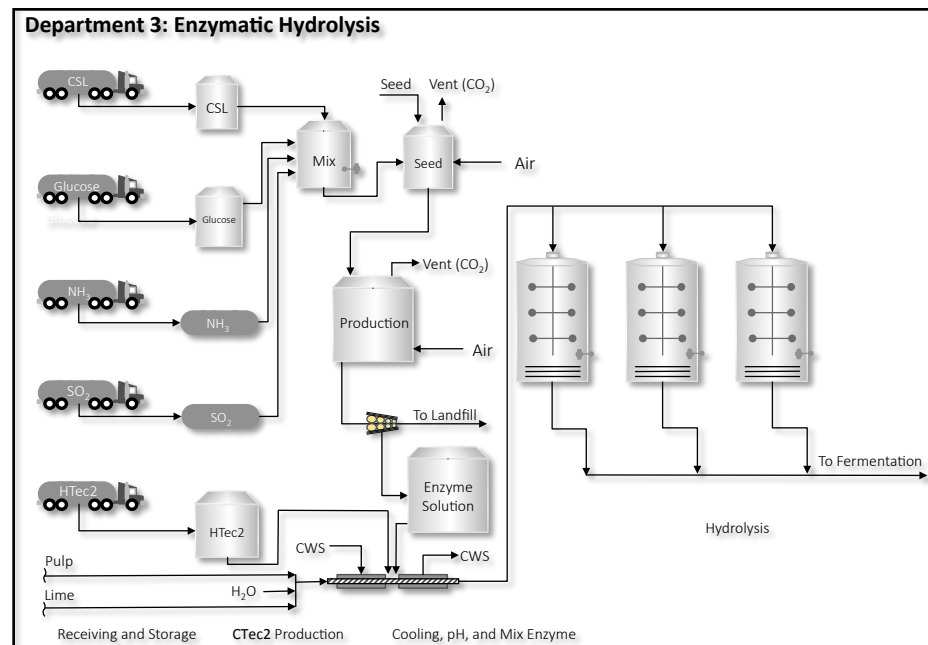 Department 3: Enzymatic Hydrolysis
CSL
CSL
Seed
Vent (CO₂)
Mix
Seed
Air
Glucose
Glucose
Vent (CO₂)
NH₃
NH₃
Production
Air
SO₂
SO₂
To Landfill
To Fermentation
HTec2
HTec2
Enzyme
Solution
Hydrolysis
CWS
CWS
Pulp
H₂O
Lime
Receiving and Storage
CTec2 Production
Cooling, pH, and Mix Enzyme